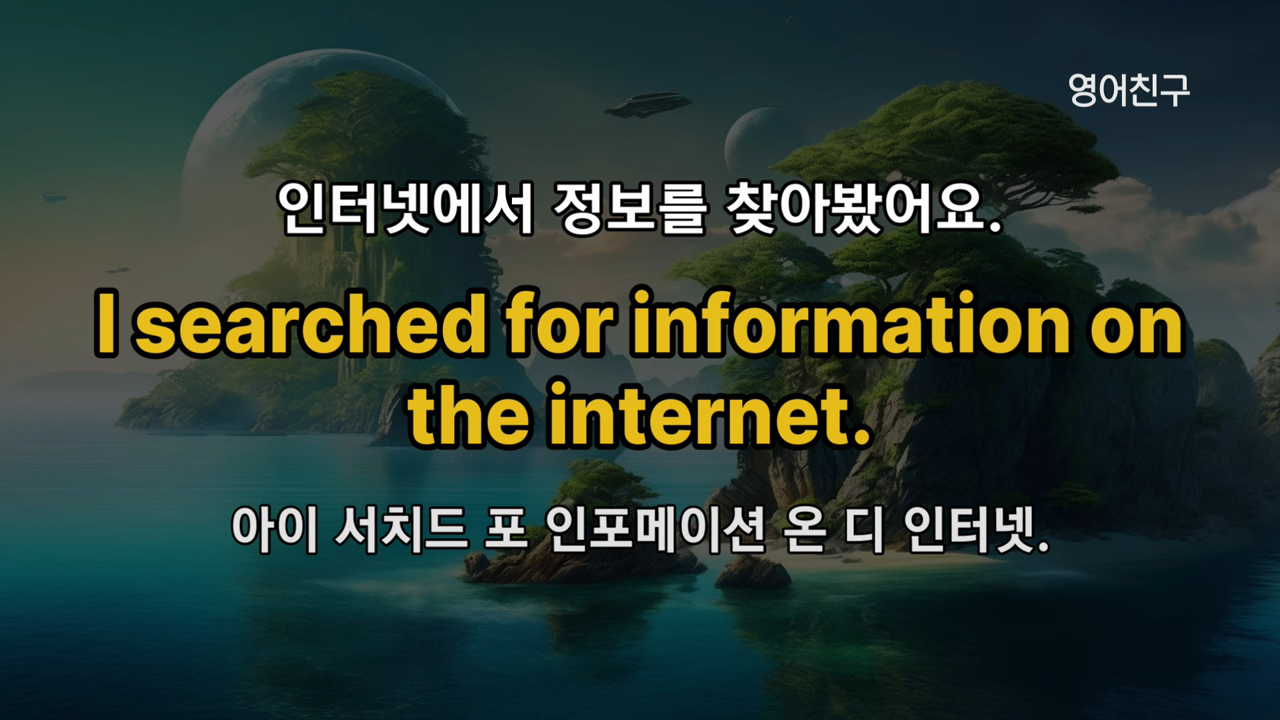 영어친구
인터넷에서 정보를 찾아봤어요.
I searched for information on
the internet.
아이 서치드 포 인포메이션 온 디 인터넷.